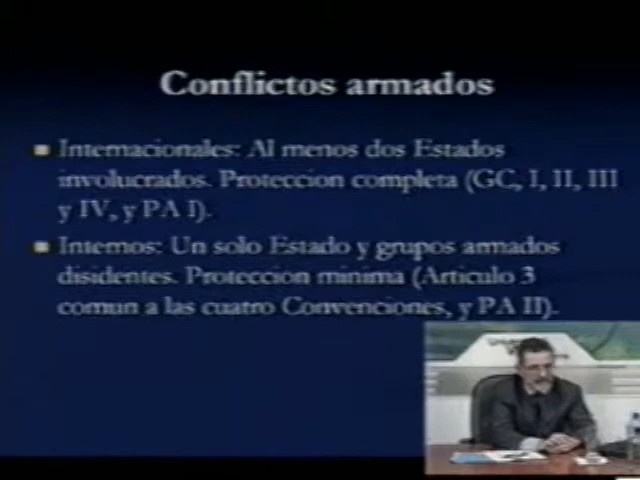 Conflictos armados
Internacionales: Al menos dos Estados
involucrados. Proteccion completa (GC, I, II, III
y IV, y PA I).
Internos: Un solo Estado y grupos armados
disidentes. Proteccion minima (Articulo 3
comun a las cuatro Convenciones, y PA II).